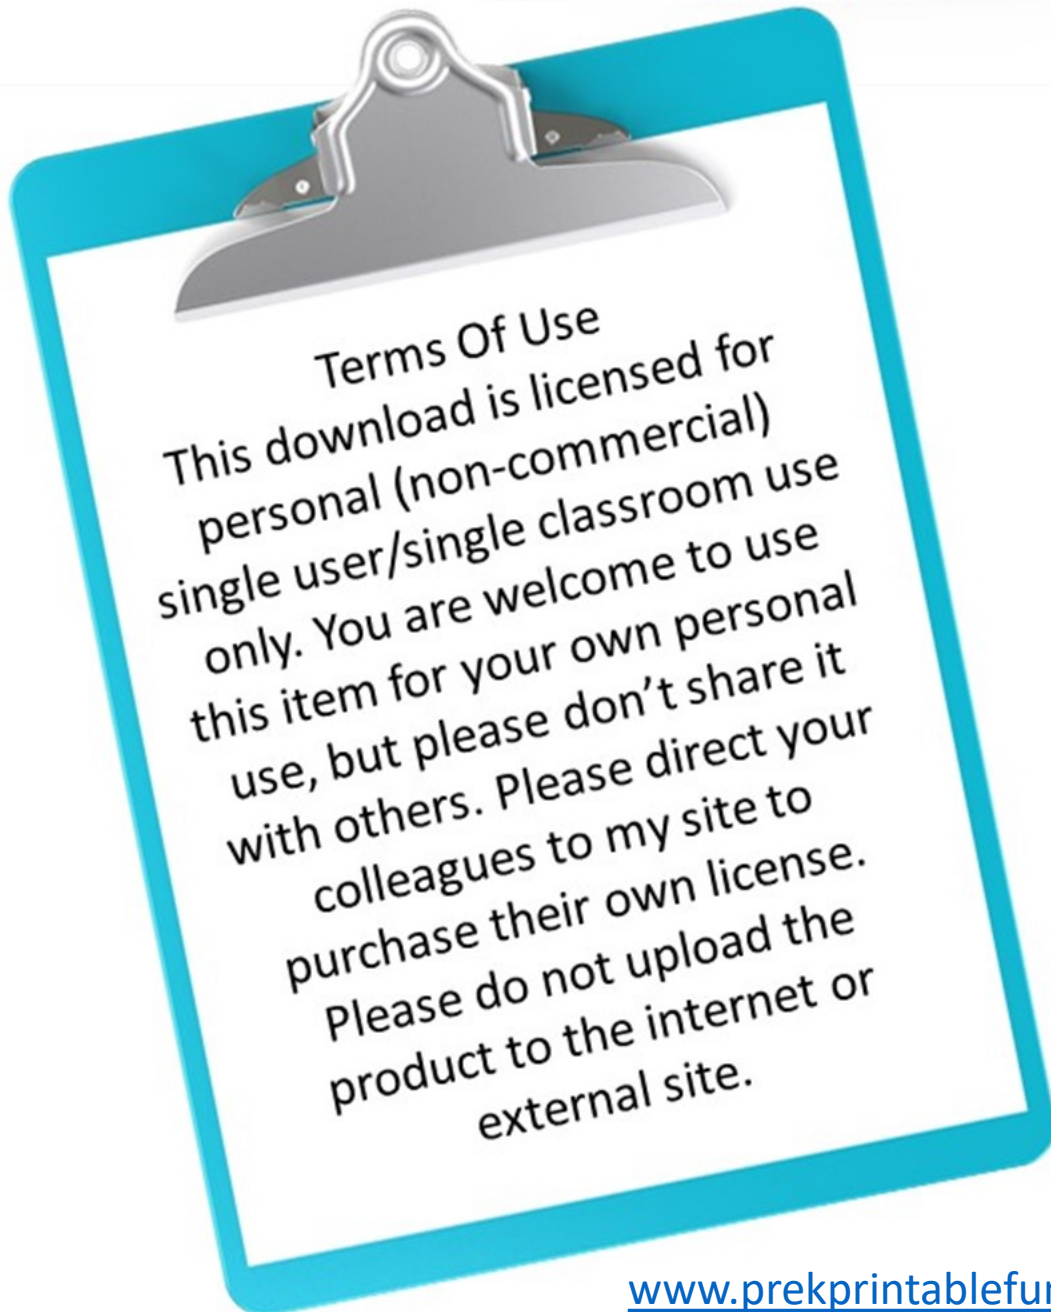 Terms Of Use
This download is licensed for
personal (non-commercial)
single user/single classroom use
only. You are welcome to use
this item for your own personal
use, but please don’t share it
with others. Please direct your
colleagues to my site to
purchase their own license.
Please do not upload the
product to the internet or
external site.
www.prekprintablefu